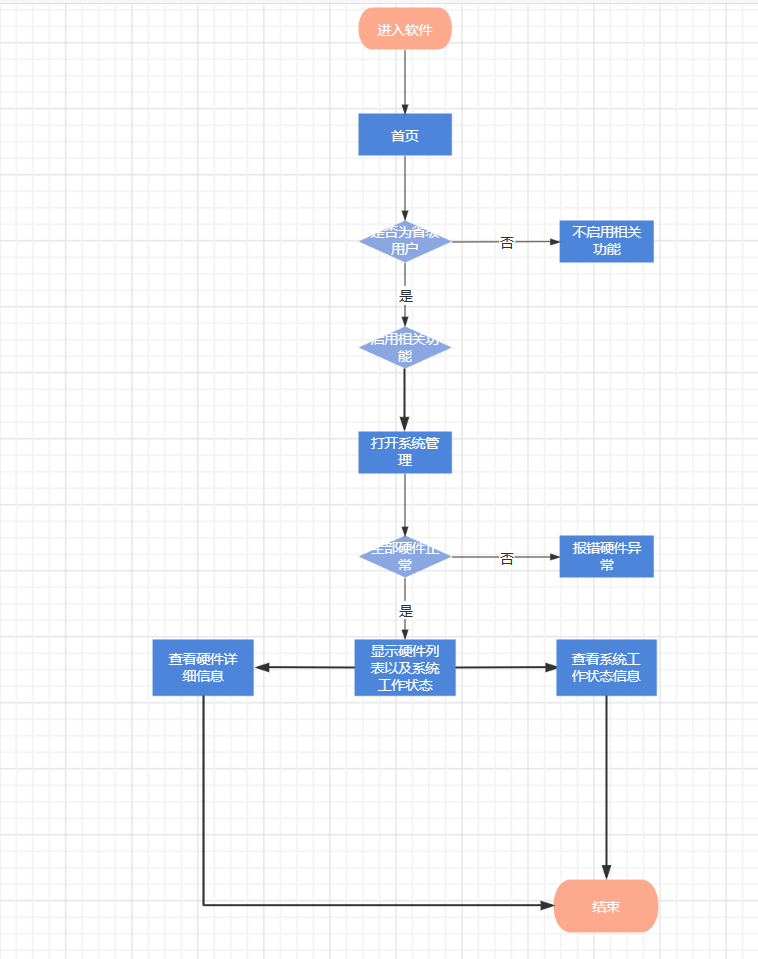 进入软件
首页
是否为省级
用户
否
不启用相关
功能
是
启用相关功
能
打开系统管
理
全部硬件正
常
否
报错硬件异
常
是
查看硬件详
细信息
显示硬件列
表以及系统
工作状态
查看系统工
作状态信息
结束